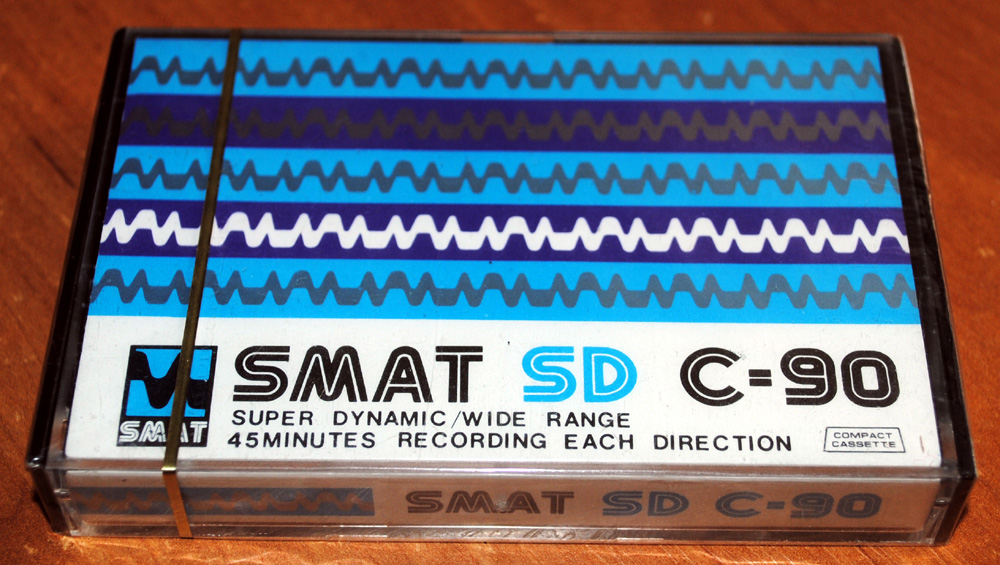 SMAT SD C-90
SMAT
SUPER DYNAMIC/WIDE RANGE
45MINUTES RECORDING EACH DIRECTION
COMPACT
CASSETTE
SMAT SD C-90